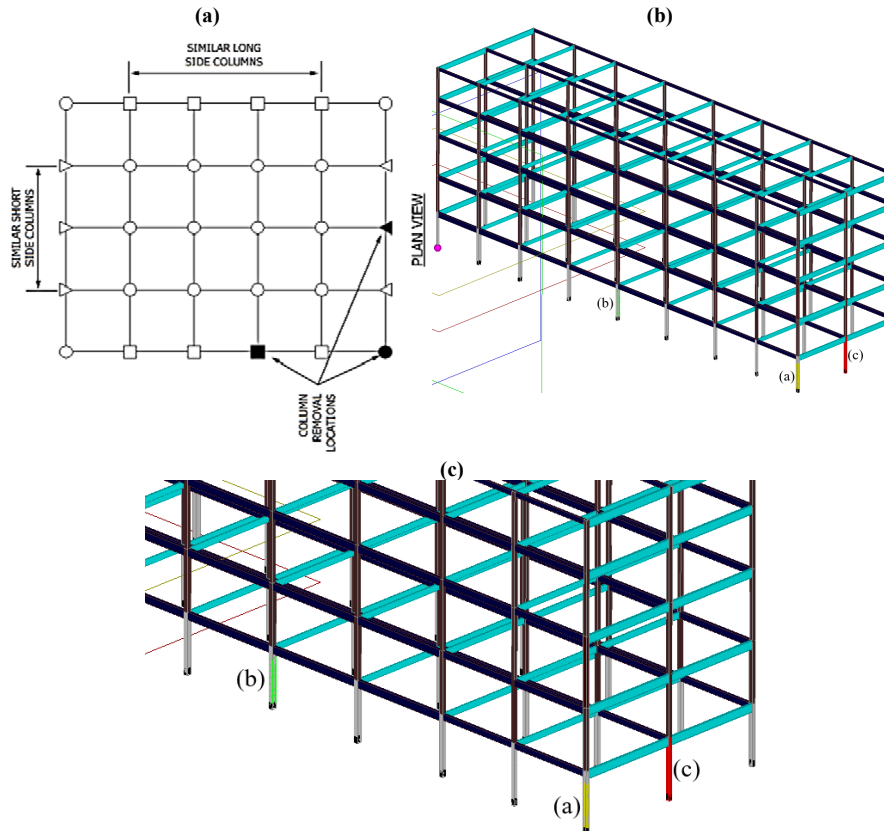 (a)
SIMILAR LONG
SIDE COLUMNS
SIMILAR SHORT
SIDE COLUMNS
COLUMN
REMOVAL
LOCATIONS
PLAN VIEW
(b)
(b)
(a)
(c)
(c)
(b)
(a)
(c)